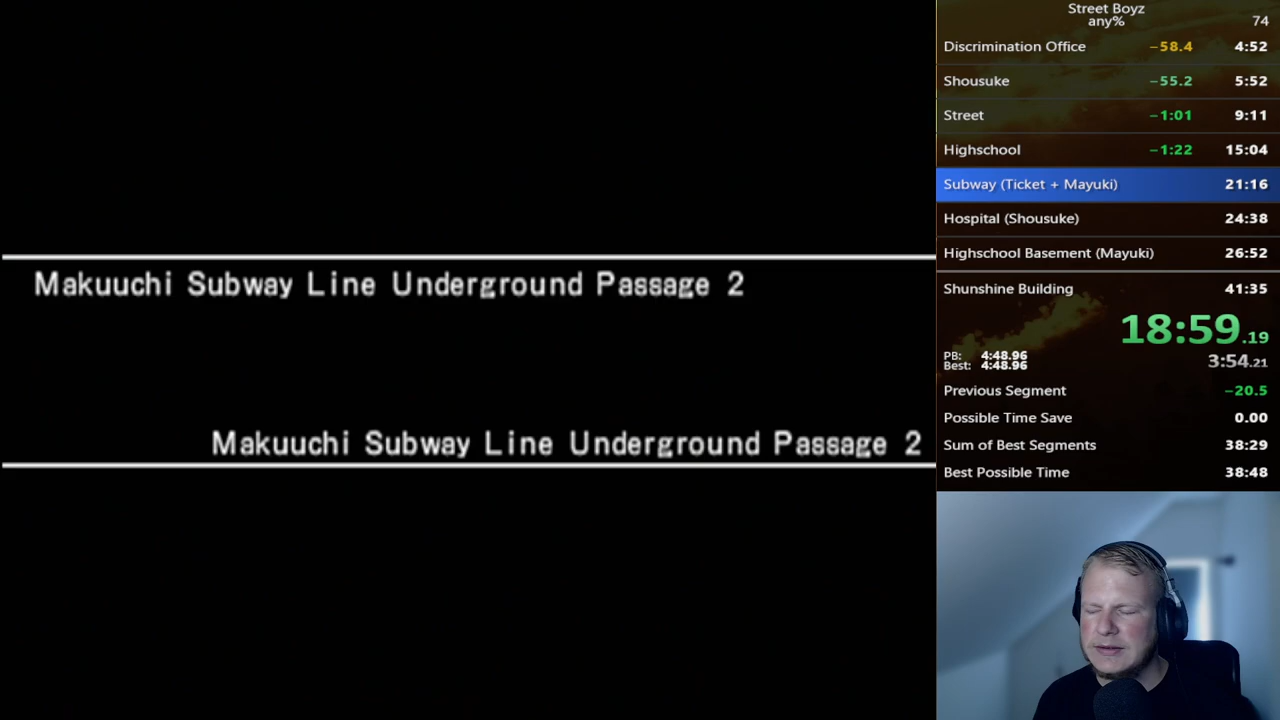 Street Boyz
any%
74
Discrimination Office -58.4 4:52
Shousuke -55.2 5:52
Street -1:01 9:11
Highschool -1:22 15:04
Subway (Ticket + Mayuki) 21:16
Hospital (Shousuke) 24:38
Highschool Basement (Mayuki) 26:52
Shunshine Building 41:35
18:59.19
PB: 4:48.96
Best: 4:48.96
3:54.21
Previous Segment -20.5
Possible Time Save 0.00
Sum of Best Segments 38:29
Best Possible Time 38:48
Makuuchi Subway Line Underground Passage 2
Makuuchi Subway Line Underground Passage 2